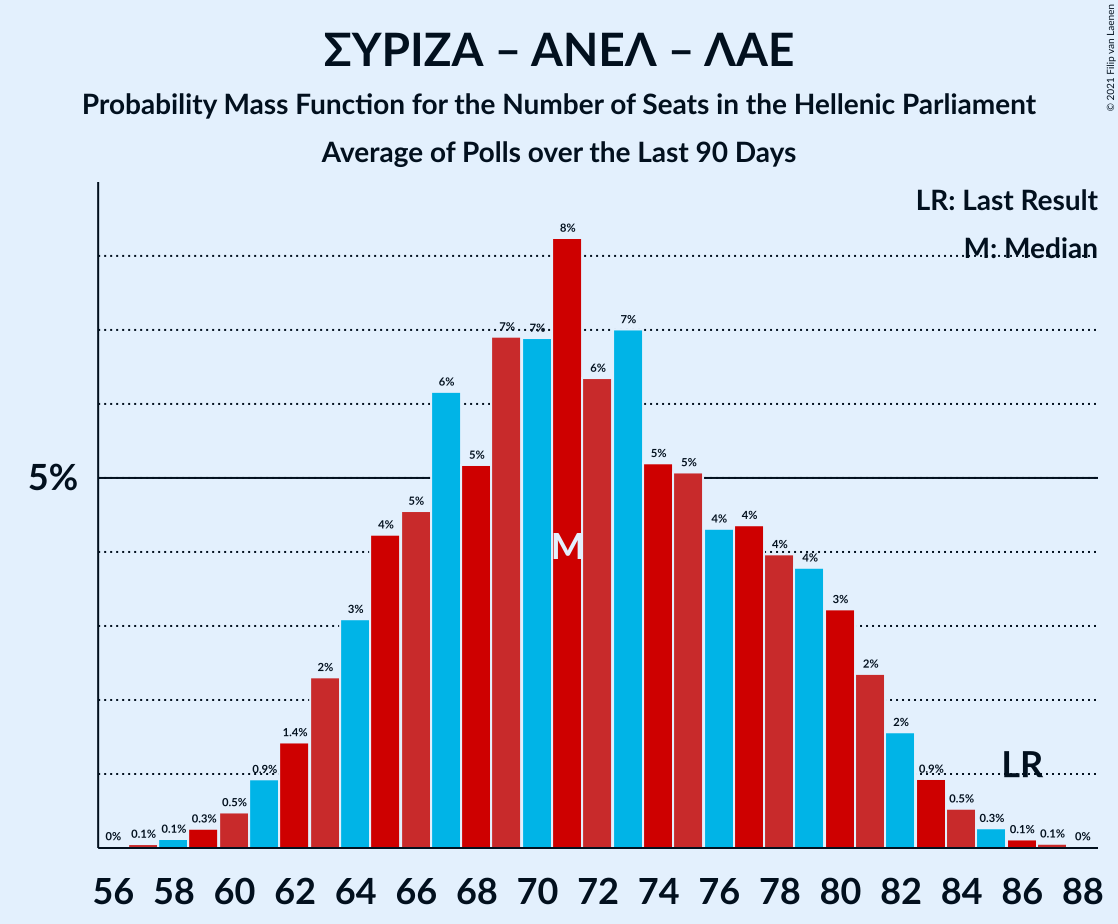 ΣΥΡΙΖΑ – ΑΝΕΛ – ΛΑΕ
Probability Mass Function for the Number of Seats in the Hellenic Parliament
Average of Polls over the Last 90 Days
© 2021 Filip van Laenen
LR: Last Result
M: Median
5%
0% 0.1% 0.1% 0.3% 0.5% 0.9% 1.4% 2% 3% 4% 5% 6% 5% 7% 7% 8% 6% 7% 5% 5% 4% 4% 4% 4% 3% 2% 2% 0.9% 0.5% 0.3% 0.1% 0.1% 0%
M
LR
56 58 60 62 64 66 68 70 72 74 76 78 80 82 84 86 88